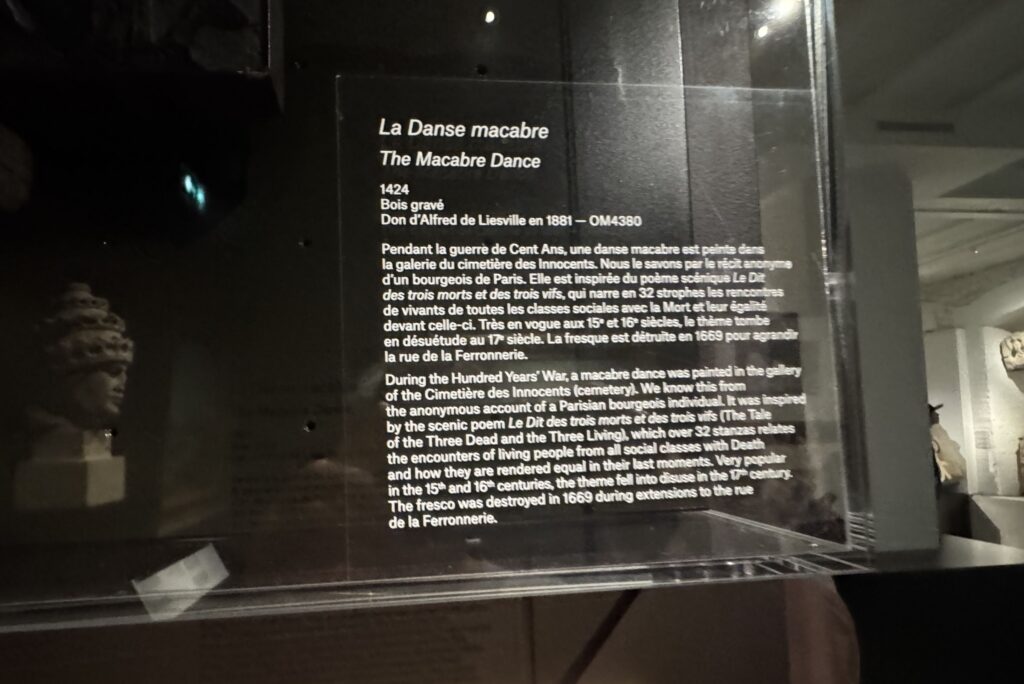 La Danse macabre
The Macabre Dance
1424
Bois gravé
Don d'Alfred de Liesville en 1881 — OM4380
Pendant la guerre de Cent Ans, une danse macabre est peinte dans
la galerie du cimetière des Innocents. Nous le savons par le récit anonyme
d'un bourgeois de Paris. Elle est inspirée du poème scénique Le Dit
des trois morts et des trois vifs, qui narre en 32 strophes les rencontres
de vivants de toutes les classes sociales avec la Mort et leur égalité
devant celle-ci. Très en vogue aux 15e et 16e siècles, le thème tombe
en désuétude au 17e siècle. La fresque est détruite en 1669 pour agrandir
la rue de la Ferronnerie.
During the Hundred Years' War, a macabre dance was painted in the gallery
of the Cimetière des Innocents (cemetery). We know this from
the anonymous account of a Parisian bourgeois individual. It was inspired
by the scenic poem Le Dit des trois morts et des trois vifs (The Tale
of the Three Dead and the Three Living), which over 32 stanzas relates
the encounters of living people from all social classes with Death
and how they are rendered equal in their last moments. Very popular
in the 15th and 16th centuries, the theme fell into disuse in the 17th century.
The fresco was destroyed in 1669 during extensions to the rue
de la Ferronnerie.